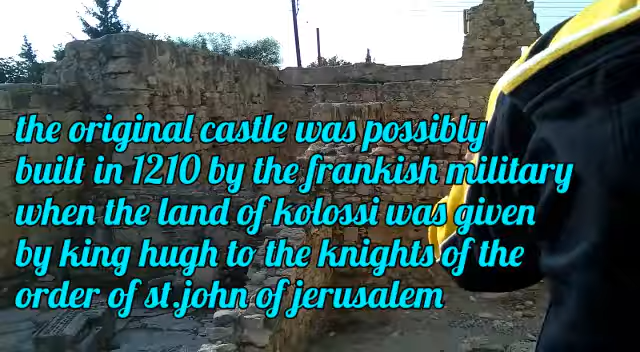 the original castle was possibly
built in 1210 by the frankish military
when the land of kolossi was given
by king hugh to the knights of the
order of st.john of jerusalem